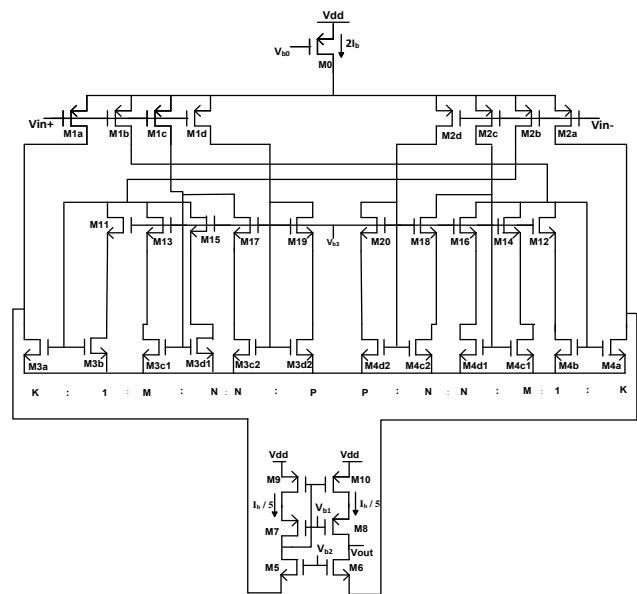 Vdd
Vb0 2Ib
M0
Vin+ M1a M1b M1c M1d M2d M2c M2b M2a Vin-
M11 M13 M15 M17 M19 Vb3 M20 M18 M16 M14 M12
M3a M3b M3c1 M3d1 M3c2 M3d2 M4d2 M4c2 M4d1 M4c1 M4b M4a
K : 1 : M : N : N : P P : N : N : M : 1 : K
Vdd Vdd
M9 M10
Ib / 5 Ib / 5
Vb1
M7 M8
Vb2 Vout
M5 M6